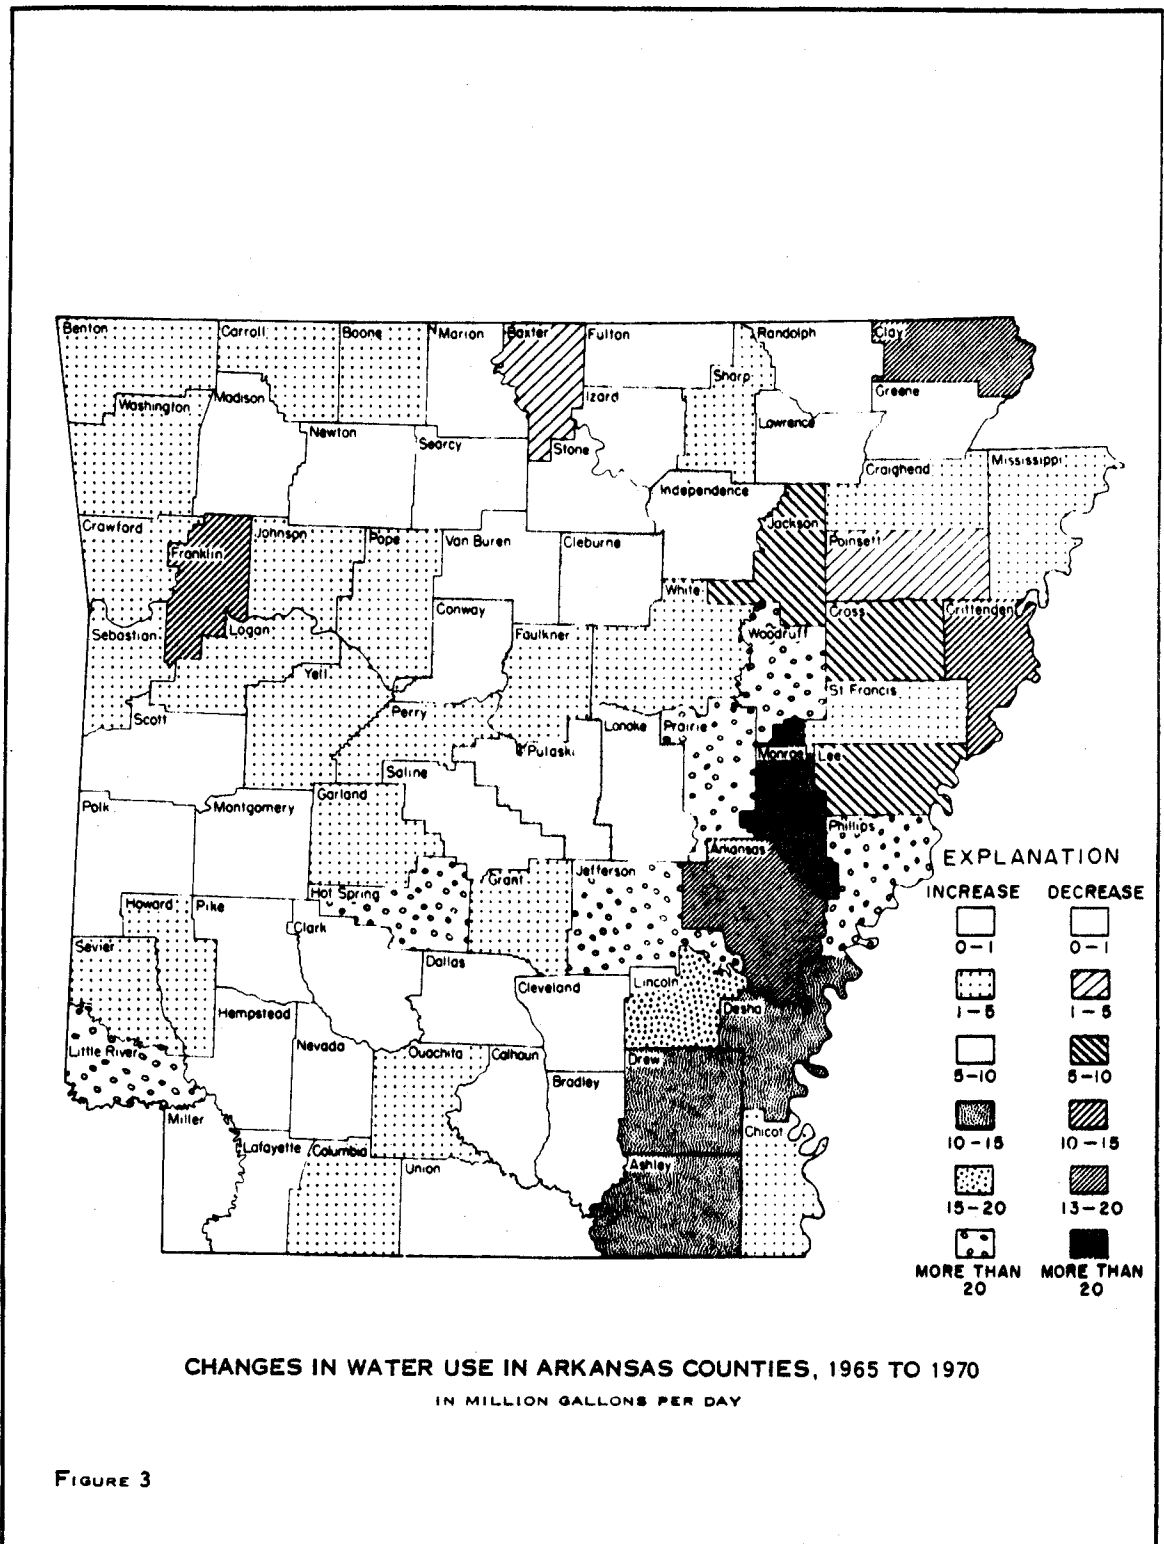 Benton
Carroll
Boone
Marion
Baxter
Fulton
Randolph
Clay
Sharp
Izard
Greene
Madison
Washington
Lawrence
Newton
Searcy
Stone
Mississippi
Craighead
Independence
Crawford
Johnson
Pope
Van Buren
Cleburne
Jackson
Poinsett
Franklin
White
Conway
Cross
Crittenden
Sebastian
Logan
Faulkner
Woodruff
Yell
St Francis
Scott
Perry
Lonoke
Prairie
Pulaski
Monroe
Lee
Saline
Polk
Montgomery
Garland
Phillips
Arkansas
Grant
Jefferson
Hot Spring
Howard
Pike
Clark
Sevier
Dallas
Cleveland
Lincoln
Desha
Hempstead
Little River
Nevada
Ouachita
Calhoun
Drew
Bradley
Miller
Chicot
Lafayette
Columbia
Union
Ashley
EXPLANATION
INCREASE DECREASE
0-1 0-1
1-5 1-5
5-10 5-10
10-15 10-15
15-20 13-20
MORE THAN MORE THAN
20 20
CHANGES IN WATER USE IN ARKANSAS COUNTIES, 1965 TO 1970
IN MILLION GALLONS PER DAY
FIGURE 3